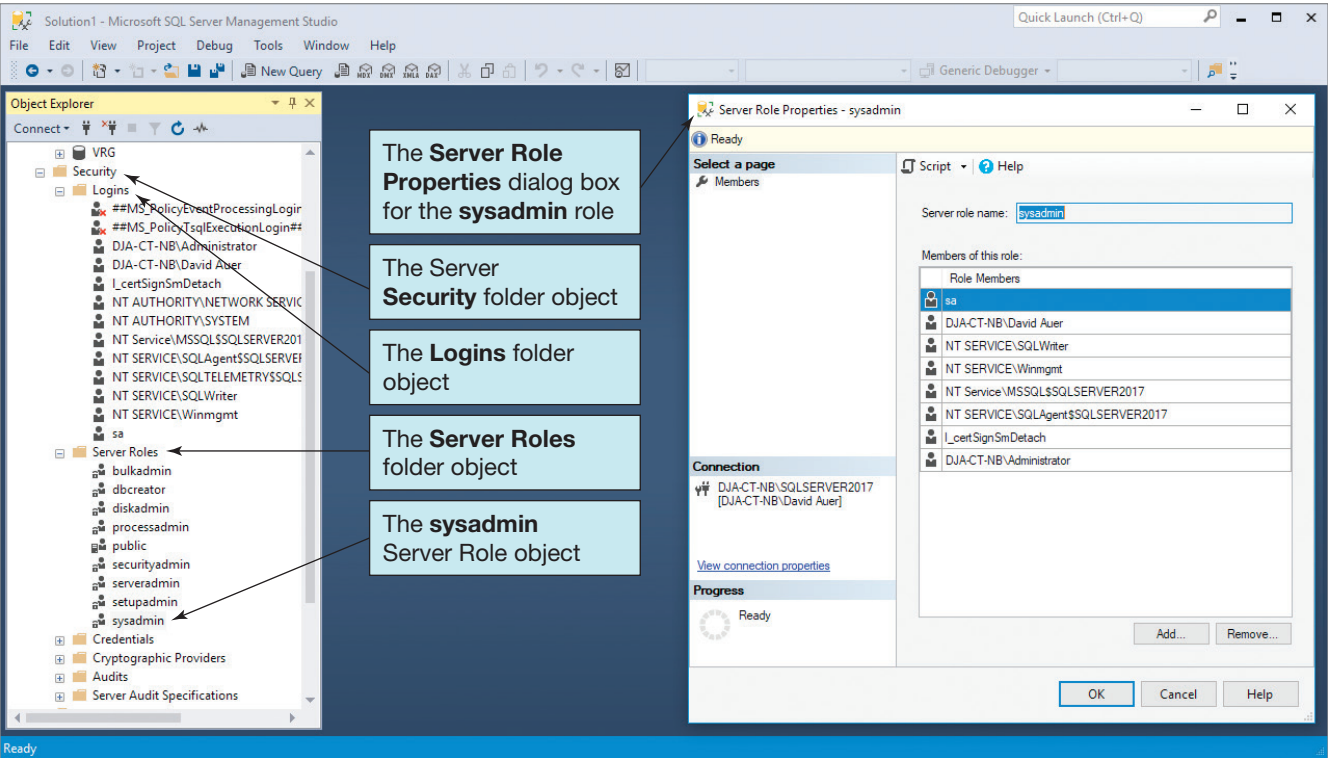 Solution1 - Microsoft SQL Server Management Studio
Quick Launch (Ctrl+Q)
File Edit View Project Debug Tools Window Help
New Query
MDX DMX XMLA DAX
Generic Debugger
Object Explorer
Connect
VRG
Security
Logins
##MS_PolicyEventProcessingLogin
##MS_PolicyTsqlExecutionLogin##
DJA-CT-NB\Administrator
DJA-CT-NB\David Auer
l_certSignSmDetach
NT AUTHORITY\NETWORK SERVIC
NT AUTHORITY\SYSTEM
NT Service\MSSQL$SQLSERVER201
NT SERVICE\SQLAgent$SQLSERVER
NT SERVICE\SQLTELEMETRY$SQLS
NT SERVICE\SQLWriter
NT SERVICE\Winmgmt
sa
Server Roles
bulkadmin
dbcreator
diskadmin
processadmin
public
securityadmin
serveradmin
setupadmin
sysadmin
Credentials
Cryptographic Providers
Audits
Server Audit Specifications
The Server Role
Properties dialog box
for the sysadmin role
The Server
Security folder object
The Logins folder
object
The Server Roles
folder object
The sysadmin
Server Role object
Server Role Properties - sysadmin
Ready
Select a page
Members
Script Help
Server role name: sysadmin
Members of this role:
Role Members
sa
DJA-CT-NB\David Auer
NT SERVICE\SQLWriter
NT SERVICE\Winmgmt
NT Service\MSSQL$SQLSERVER2017
NT SERVICE\SQLAgent$SQLSERVER2017
l_certSignSmDetach
DJA-CT-NB\Administrator
Connection
DJA-CT-NB\SQLSERVER2017
[DJA-CT-NB\David Auer]
View connection properties
Progress
Ready
Add... Remove...
OK Cancel Help
Ready